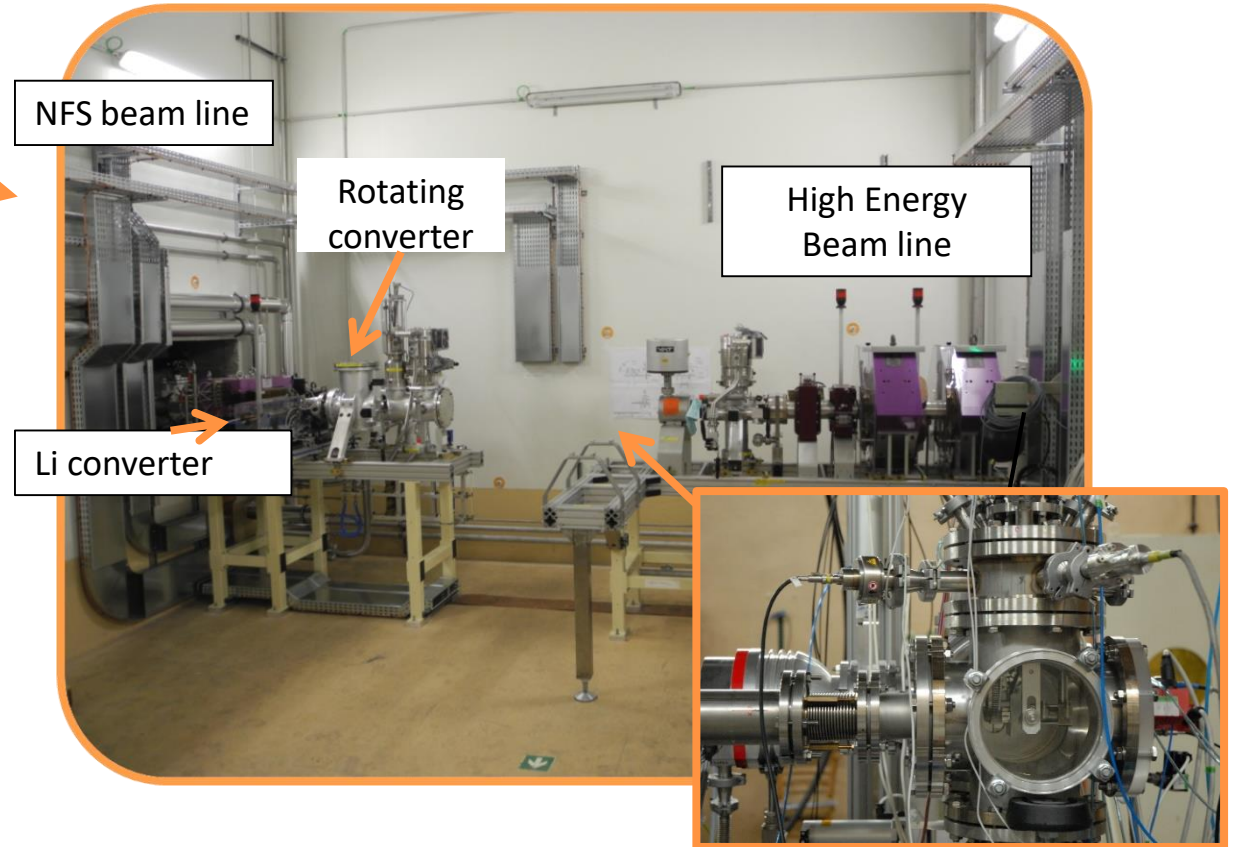 NFS beam line
Rotating
converter
High Energy
Beam line
Li converter